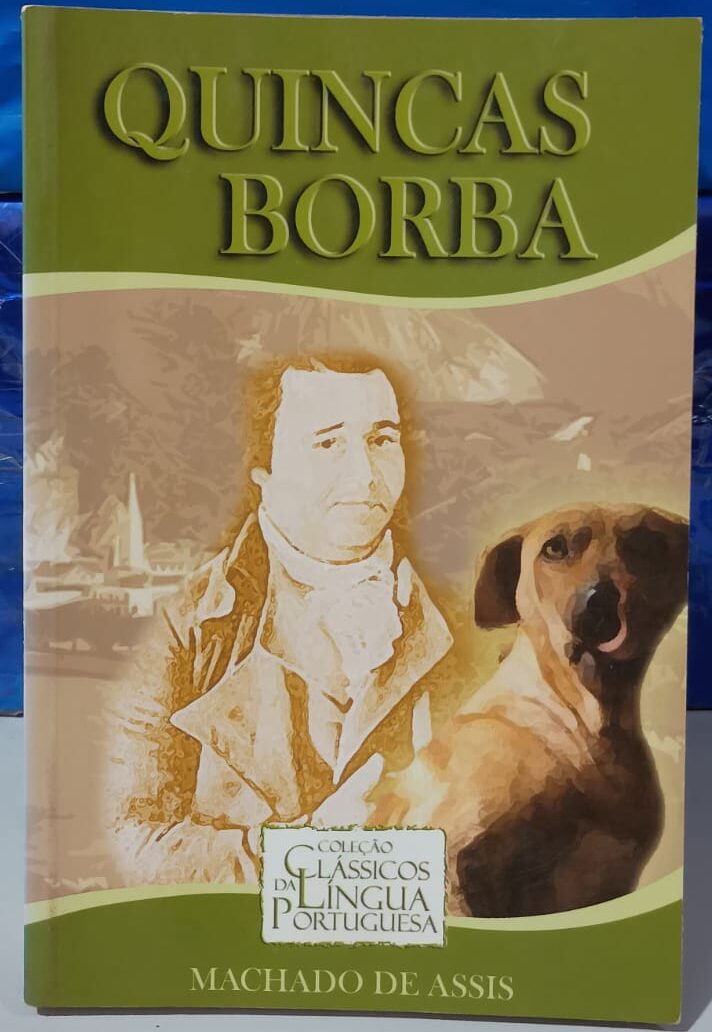 QUINCAS
BORBA
COLEÇÃO
CLÁSSICOS
DA LÍNGUA
PORTUGUESA
MACHADO DE ASSIS